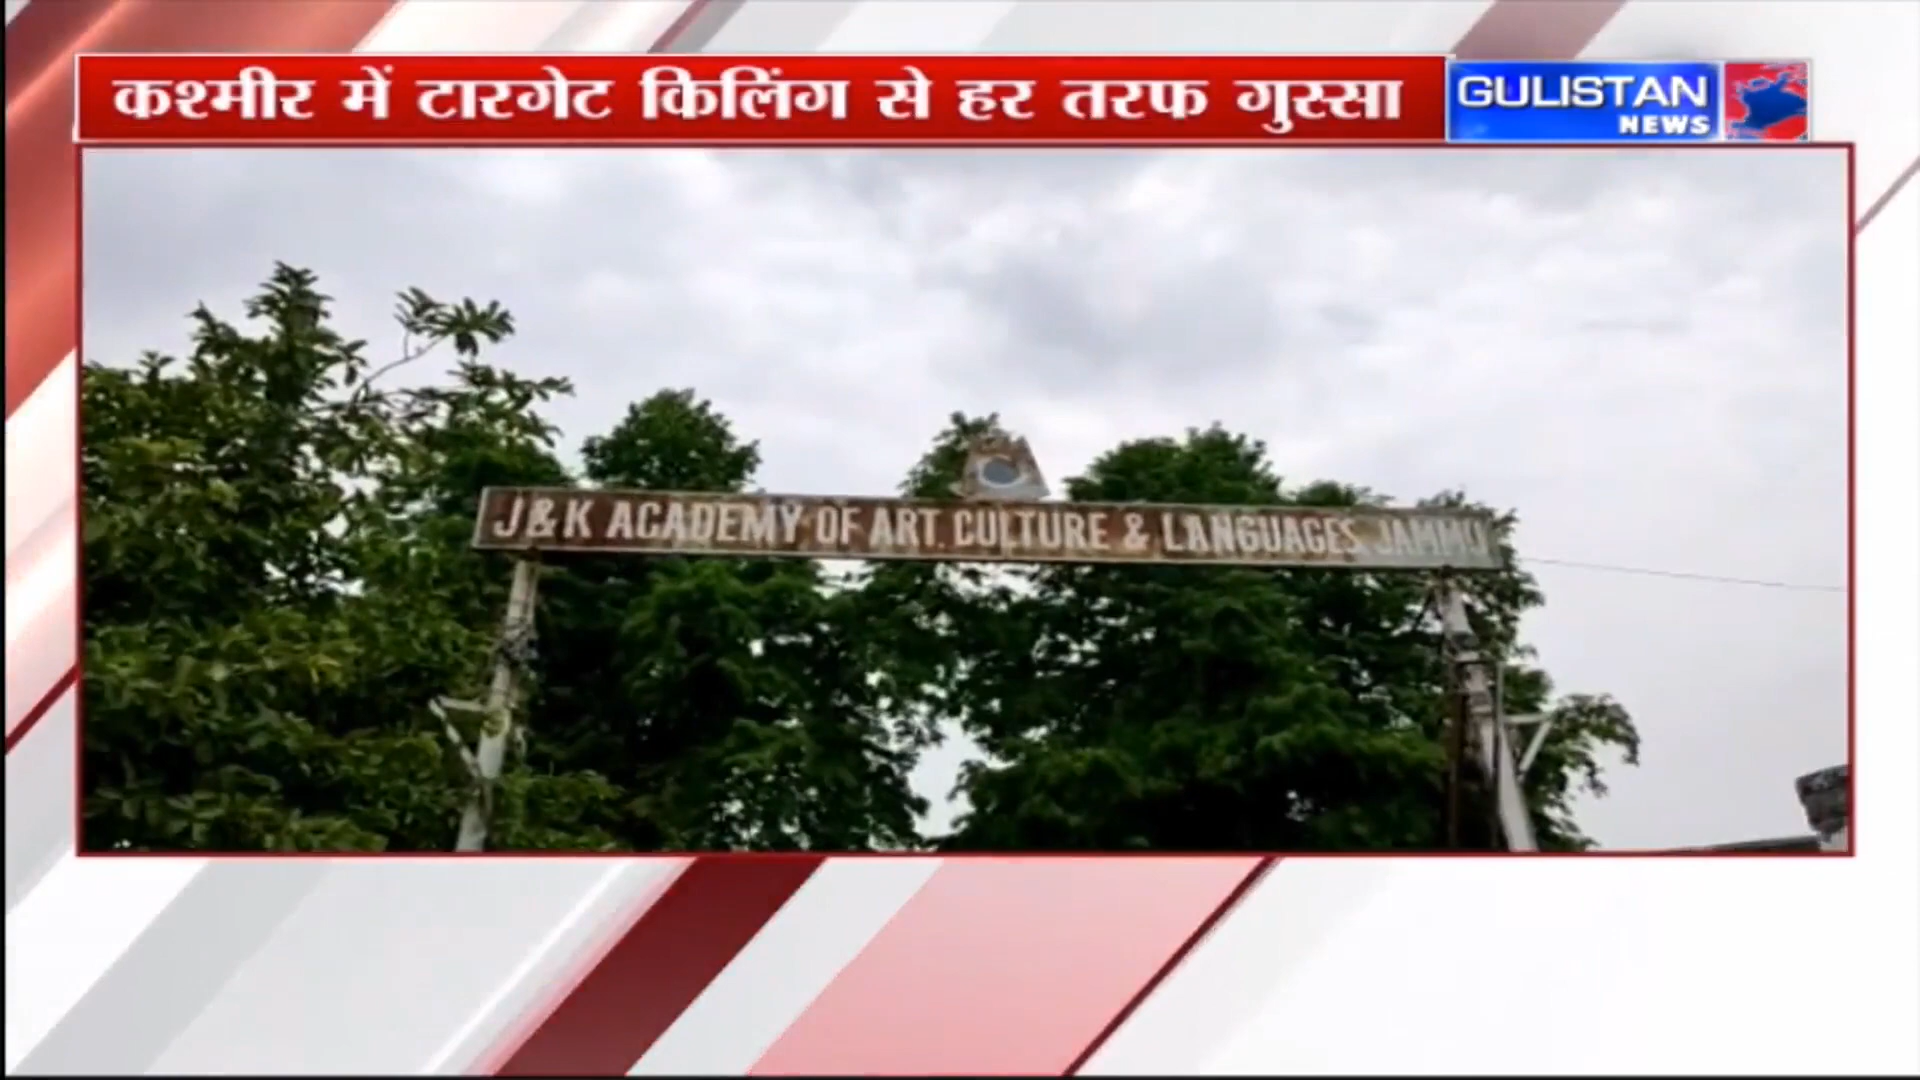 कश्मीर में टारगेट किलिंग से हर तरफ गुस्सा
GULISTAN
NEWS
J&K ACADEMY OF ART. CULTURE & LANGUAGES, JAMMU